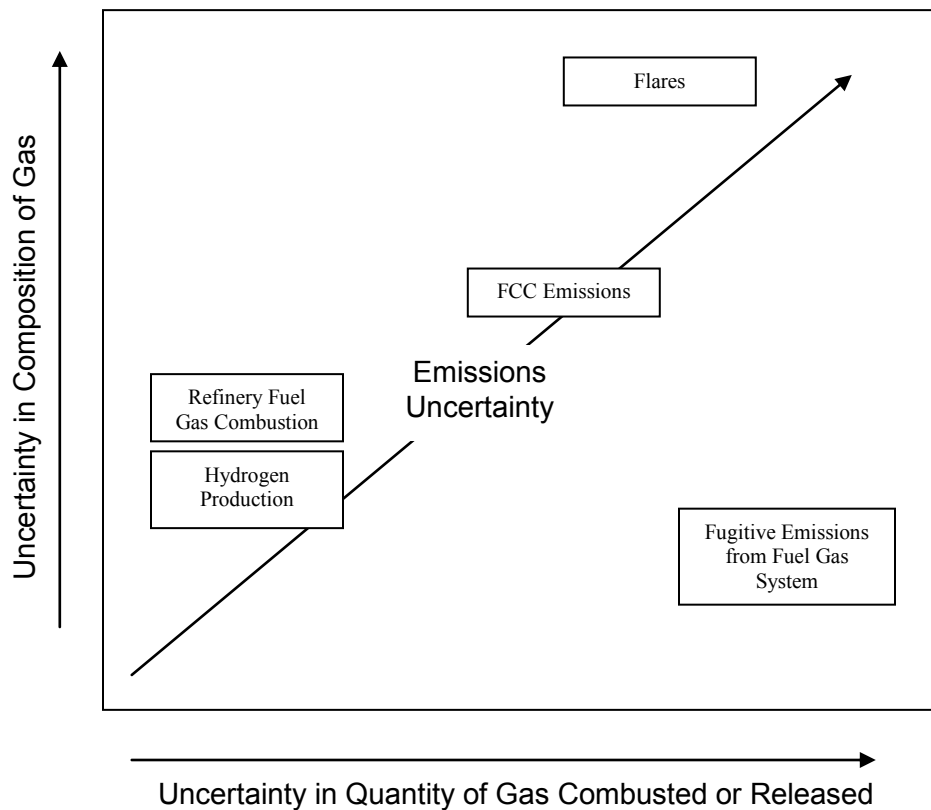 Flares
Uncertainty in Composition of Gas
FCC Emissions
Emissions
Uncertainty
Refinery Fuel
Gas Combustion
Hydrogen
Production
Fugitive Emissions
from Fuel Gas
System
Uncertainty in Quantity of Gas Combusted or Released